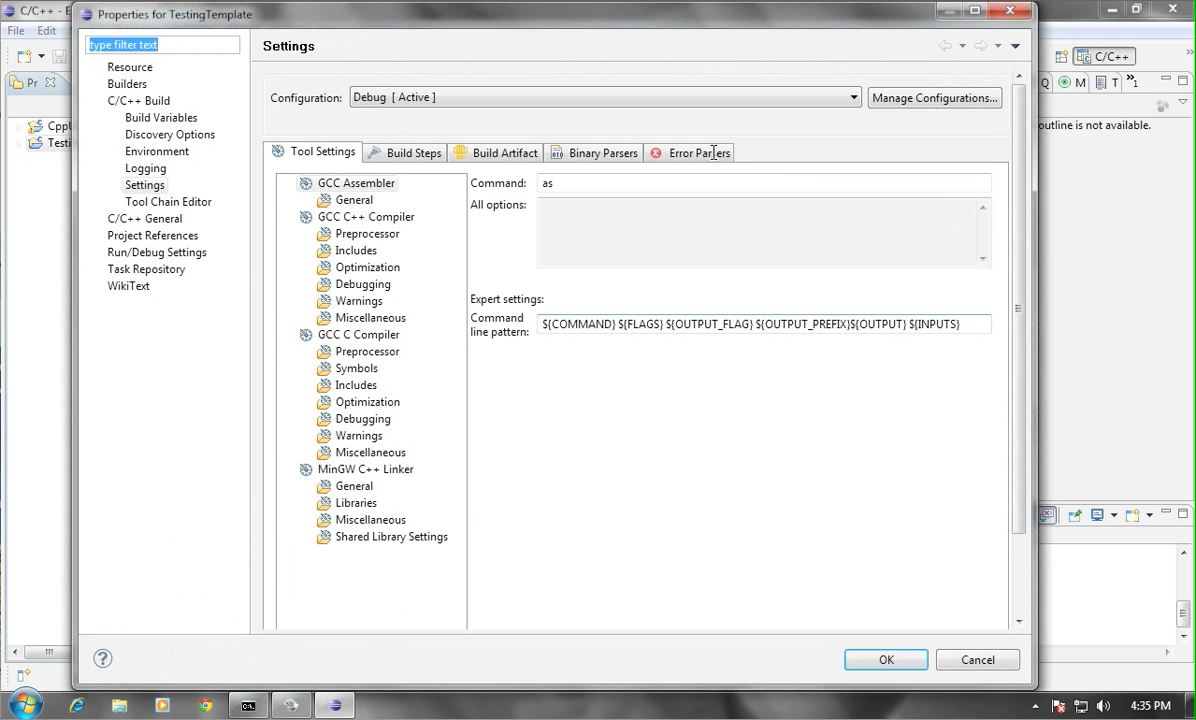 C/C++ -
Properties for TestingTemplate
File Edit
type filter text
Settings
Resource
Builders
C/C++ Build
Build Variables
Discovery Options
Environment
Logging
Settings
Tool Chain Editor
C/C++ General
Project References
Run/Debug Settings
Task Repository
WikiText
Configuration:
Debug [ Active ]
Manage Configurations...
Tool Settings
Build Steps
Build Artifact
Binary Parsers
Error Parsers
GCC Assembler
General
GCC C++ Compiler
Preprocessor
Includes
Optimization
Debugging
Warnings
Miscellaneous
GCC C Compiler
Preprocessor
Symbols
Includes
Optimization
Debugging
Warnings
Miscellaneous
MinGW C++ Linker
General
Libraries
Miscellaneous
Shared Library Settings
Command: as
All options:
Expert settings:
Command
line pattern:
${COMMAND} ${FLAGS} ${OUTPUT_FLAG} ${OUTPUT_PREFIX}${OUTPUT} ${INPUTS}
OK
Cancel
Pr
Cppl
Testi
C/C++
Q
M
T
1
outline is not available.
4:35 PM